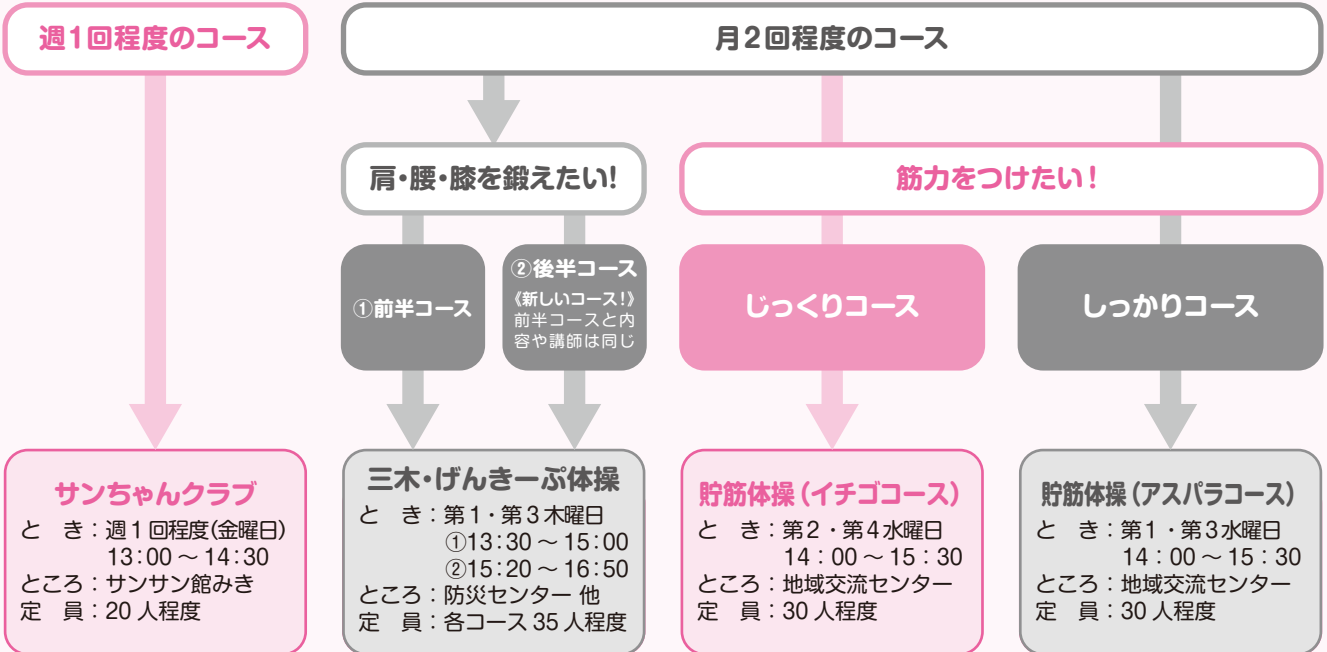 週1回程度のコース
月2回程度のコース
肩・腰・膝を鍛えたい!
筋力をつけたい!
①前半コース
②後半コース
《新しいコース!》
前半コースと内
容や講師は同じ
じっくりコース
しっかりコース
サンちゃんクラブ
と　き：週1回程度(金曜日)
13:00～14:30
ところ：サンサン館みき
定　員：20人程度
三木・げんきーぷ体操
と　き：第1・第3木曜日
①13:30～15:00
②15:20～16:50
ところ：防災センター 他
定　員：各コース35人程度
貯筋体操(イチゴコース)
と　き：第2・第4水曜日
14：00～15：30
ところ：地域交流センター
定　員：30人程度
貯筋体操(アスパラコース)
と　き：第1・第3水曜日
14：00～15：30
ところ：地域交流センター
定　員：30人程度